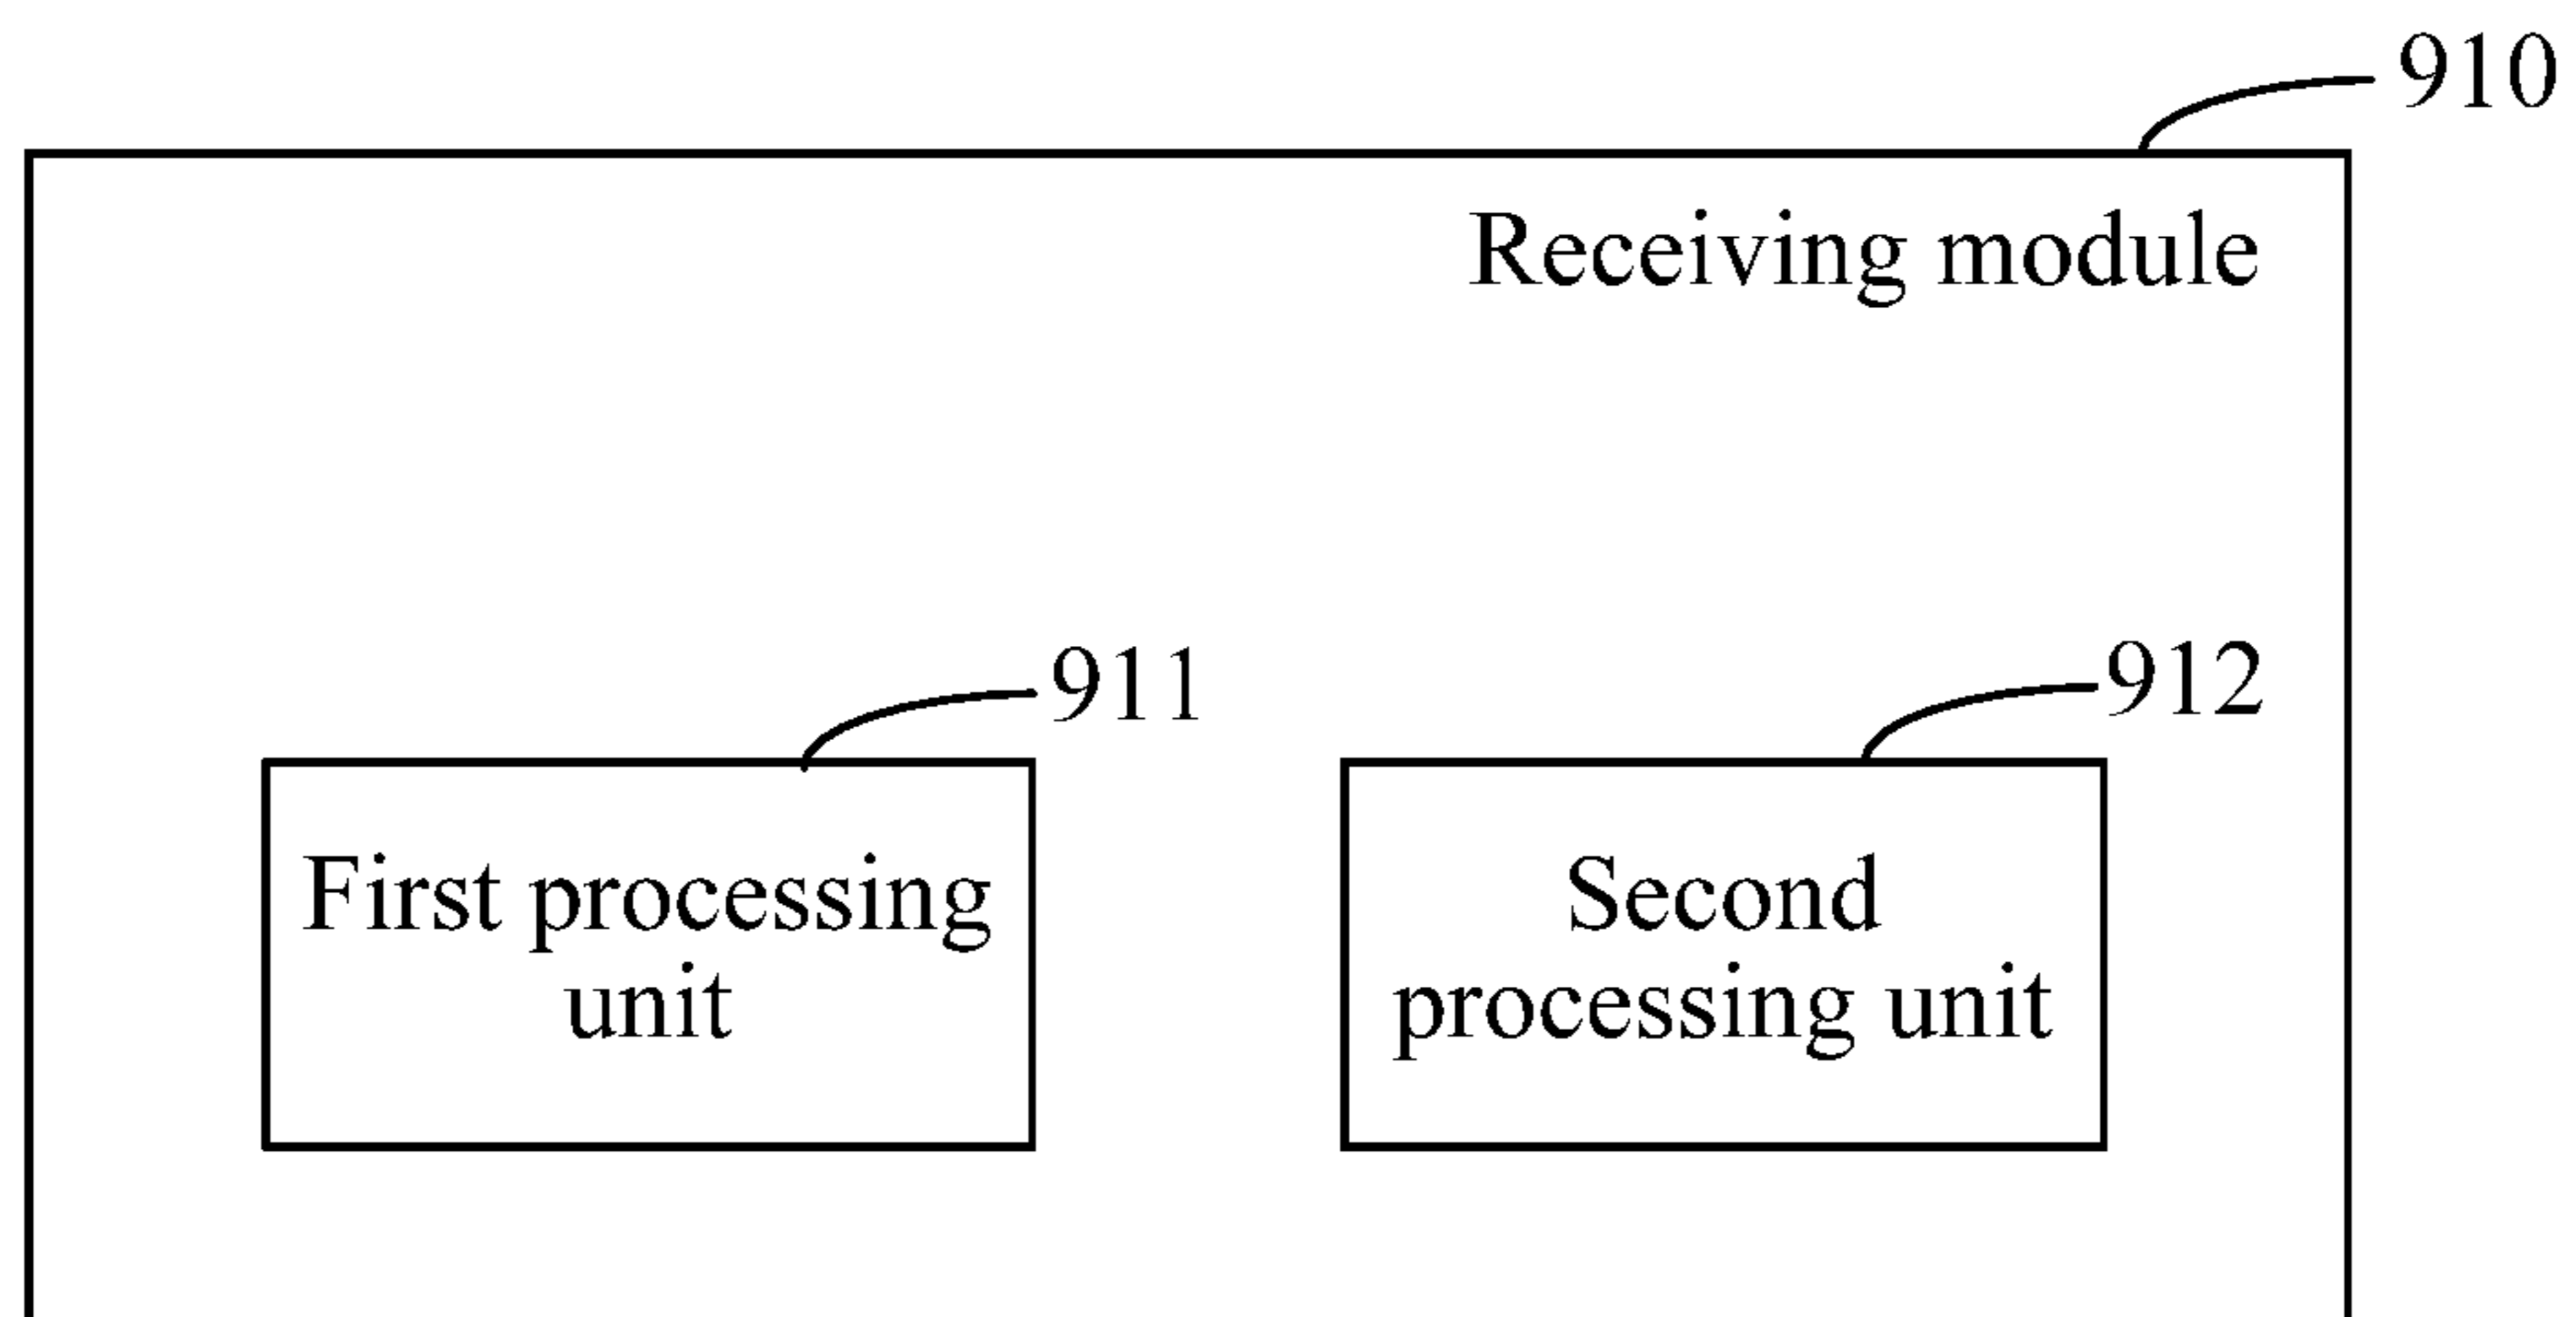 910
Receiving module
911
912
First processing
unit
Second
processing unit